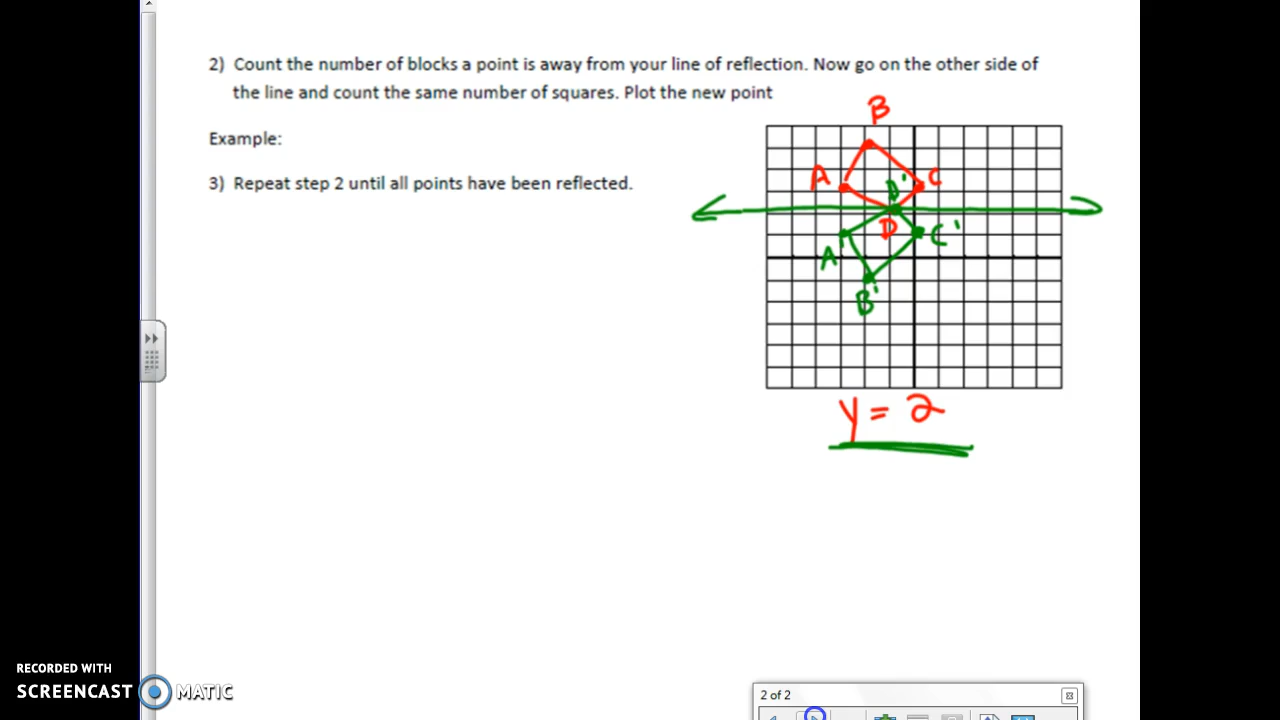 2) Count the number of blocks a point is away from your line of reflection. Now go on the other side of
the line and count the same number of squares. Plot the new point
B
Example:
A
D'
C
3) Repeat step 2 until all points have been reflected.
D
C'
A'
B'
y = 2
RECORDED WITH
SCREENCAST MATIC
2 of 2